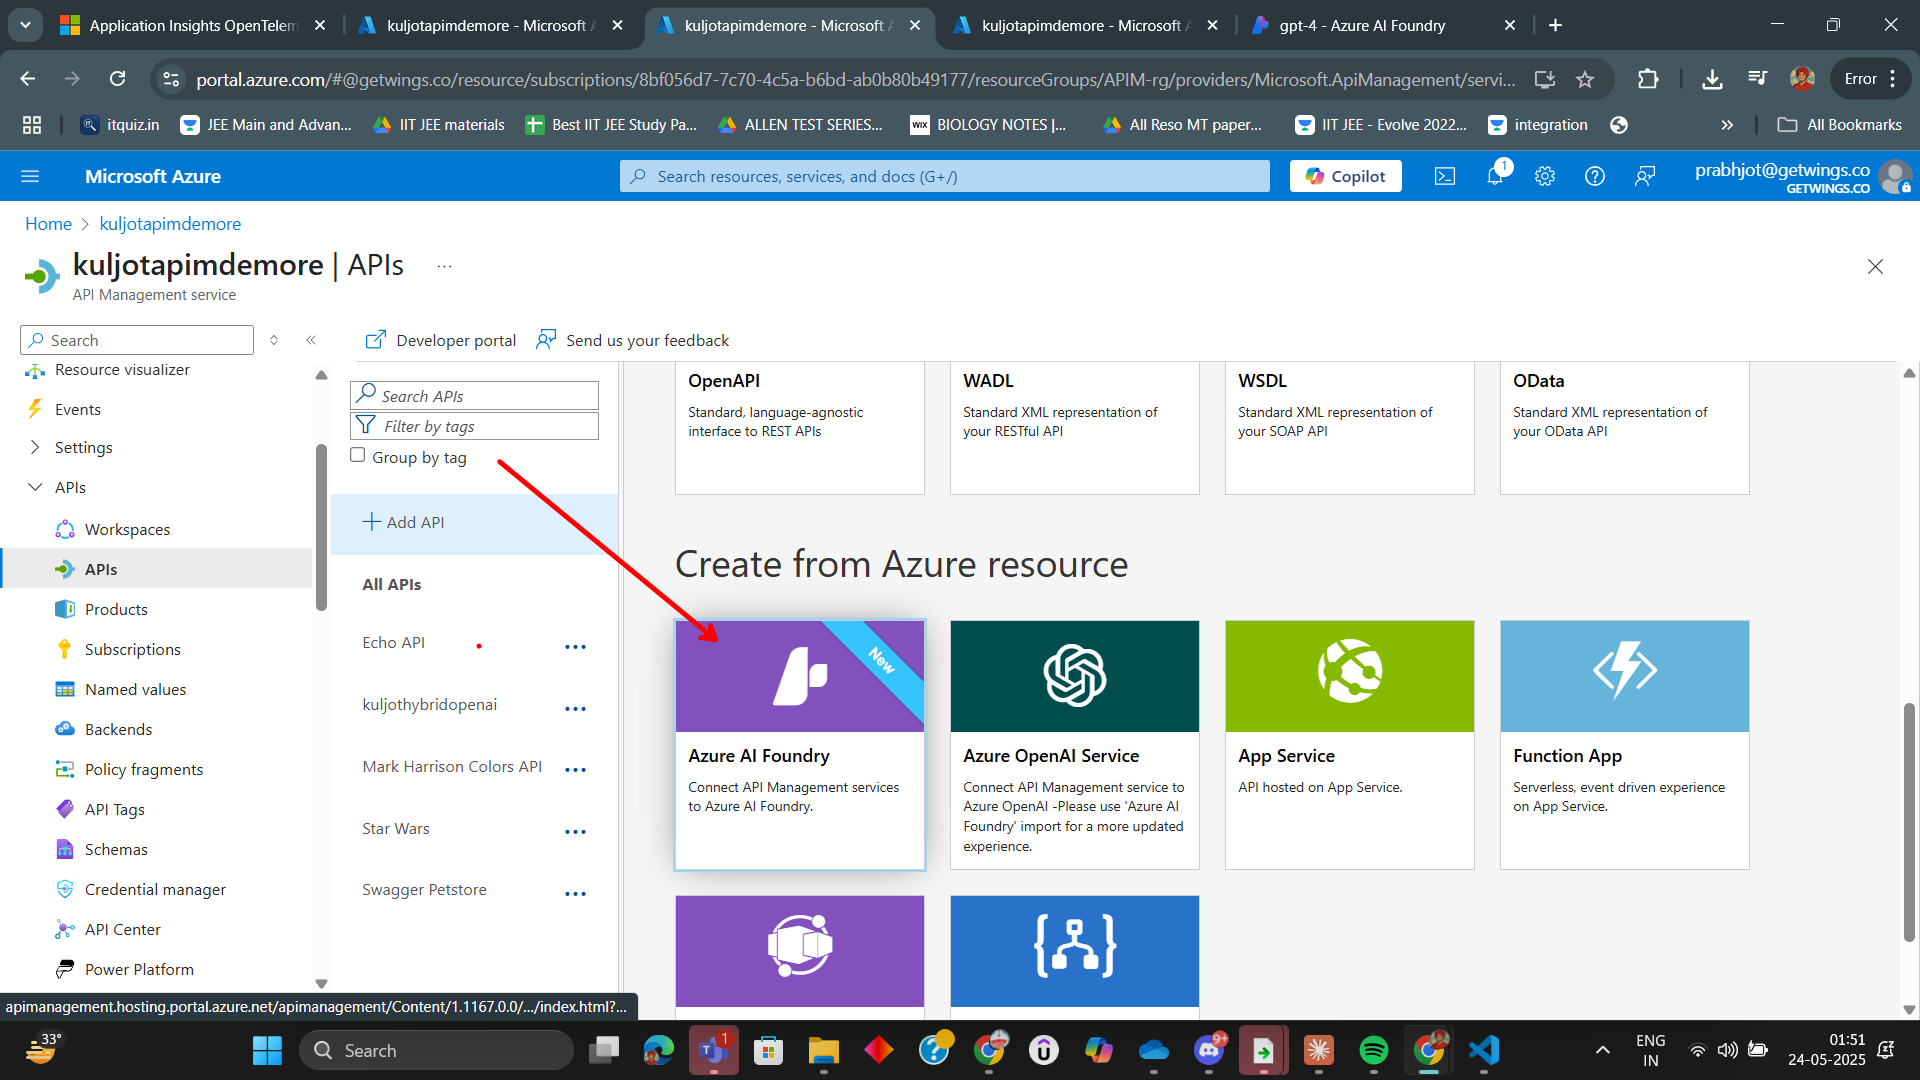 Application Insights OpenTelem
kuljotapimdemore - Microsoft A
kuljotapimdemore - Microsoft A
kuljotapimdemore - Microsoft A
gpt-4 - Azure AI Foundry
portal.azure.com/#@getwings.co/resource/subscriptions/8bf056d7-7c70-4c5a-b6bd-ab0b80b49177/resourceGroups/APIM-rg/providers/Microsoft.ApiManagement/servi...
Error
itquiz.in
JEE Main and Advan...
IIT JEE materials
Best IIT JEE Study Pa...
ALLEN TEST SERIES...
WIX
BIOLOGY NOTES |...
All Reso MT paper...
IIT JEE - Evolve 2022...
integration
All Bookmarks
Microsoft Azure
Search resources, services, and docs (G+/)
Copilot
1
prabhjot@getwings.co
GETWINGS.CO
Home
kuljotapimdemore
kuljotapimdemore | APIs
...
API Management service
Search
Developer portal
Send us your feedback
Resource visualizer
Events
Settings
APIs
Workspaces
APIs
Products
Subscriptions
Named values
Backends
Policy fragments
API Tags
Schemas
Credential manager
API Center
Power Platform
Search APIs
Filter by tags
Group by tag
Add API
All APIs
Echo API
kuljothybridopenai
Mark Harrison Colors API
Star Wars
Swagger Petstore
OpenAPI
Standard, language-agnostic
interface to REST APIs
WADL
Standard XML representation of
your RESTful API
WSDL
Standard XML representation of
your SOAP API
OData
Standard XML representation of
your OData API
Create from Azure resource
New
Azure AI Foundry
Connect API Management services
to Azure AI Foundry.
Azure OpenAI Service
Connect API Management service to
Azure OpenAI -Please use 'Azure AI
Foundry' import for a more updated
experience.
App Service
API hosted on App Service.
Function App
Serverless, event driven experience
on App Service.
apimanagement.hosting.portal.azure.net/apimanagement/Content/1.1167.0.0/.../index.html?...
33°
Search
1
9+
ENG
IN
01:51
24-05-2025